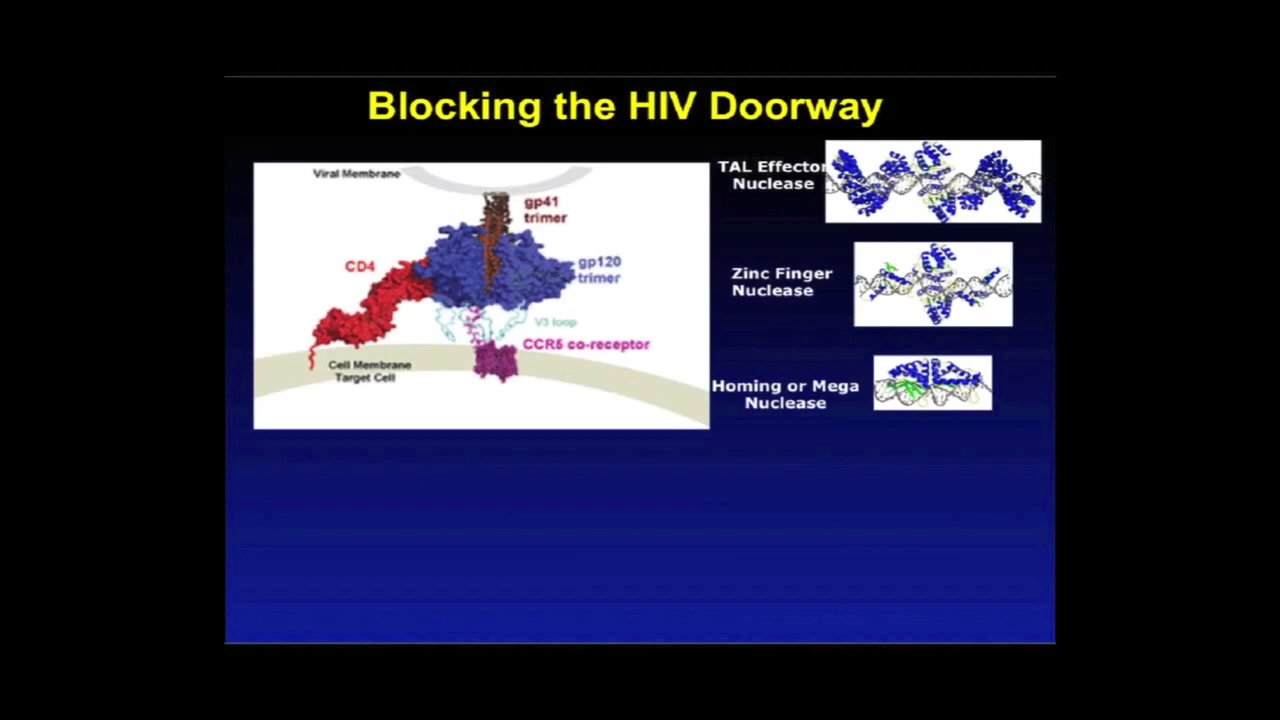 Blocking the HIV Doorway
Viral Membrane
gp41
trimer
CD4
gp120
trimer
V3 loop
CCR5 co-receptor
Cell Membrane
Target Cell
TAL Effector
Nuclease
Zinc Finger
Nuclease
Homing or Mega
Nuclease